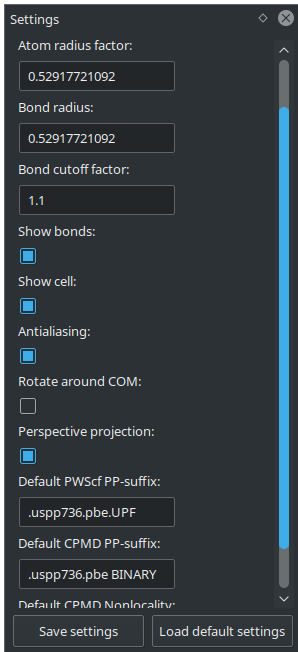 Settings
Atom radius factor:
0.52917721092
Bond radius:
0.52917721092
Bond cutoff factor:
1.1
Show bonds:
Show cell:
Antialiasing:
Rotate around COM:
Perspective projection:
Default PWScf PP-suffix:
.uspp736.pbe.UPF
Default CPMD PP-suffix:
.uspp736.pbe BINARY
Default CPMD Nonlocality:
Save settings
Load default settings